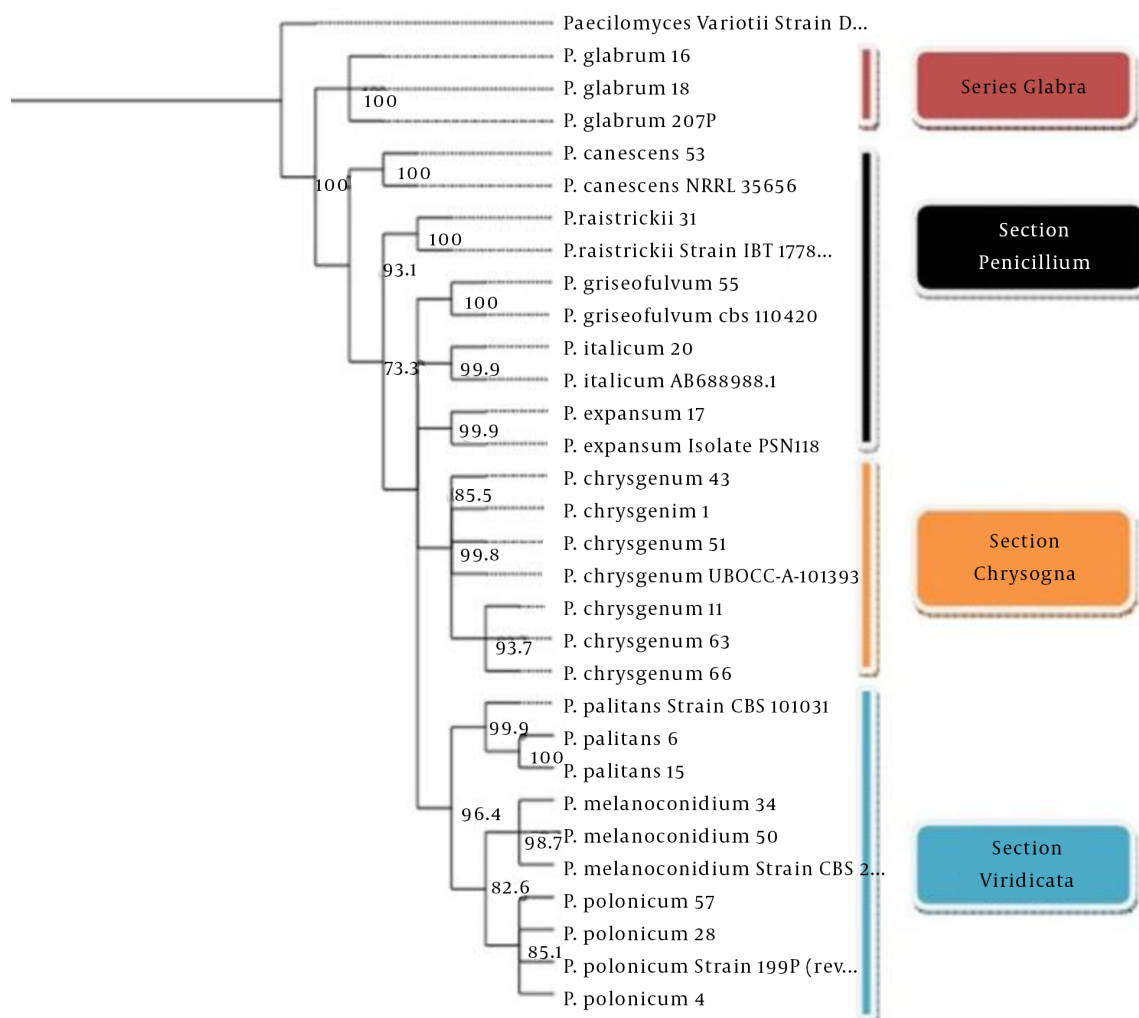 Paecilomyces Variotii Strain D...
P. glabrum 16
P. glabrum 18
100
P. glabrum 207P
Series Glabra
P. canescens 53
100
100
P. canescens NRRL 35656
P.raistrickii 31
100
P.raistrickii Strain IBT 1778...
93.1
Section
Penicillium
P. griseofulvum 55
100
P. griseofulvum cbs 110420
P. italicum 20
73.3
99.9
P. italicum AB688988.1
P. expansum 17
99.9
P. expansum Isolate PSN118
P. chrysgenum 43
85.5
P. chrysgenim 1
P. chrysgenum 51
99.8
P. chrysgenum UBOCC-A-101393
Section
Chrysogna
P. chrysgenum 11
P. chrysgenum 63
93.7
P. chrysgenum 66
P. palitans Strain CBS 101031
99.9
P. palitans 6
100
P. palitans 15
P. melanoconidium 34
96.4
P. melanoconidium 50
98.7
P. melanoconidium Strain CBS 2...
Section
Viridicata
82.6
P. polonicum 57
P. polonicum 28
85.1
P. polonicum Strain 199P (rev...
P. polonicum 4